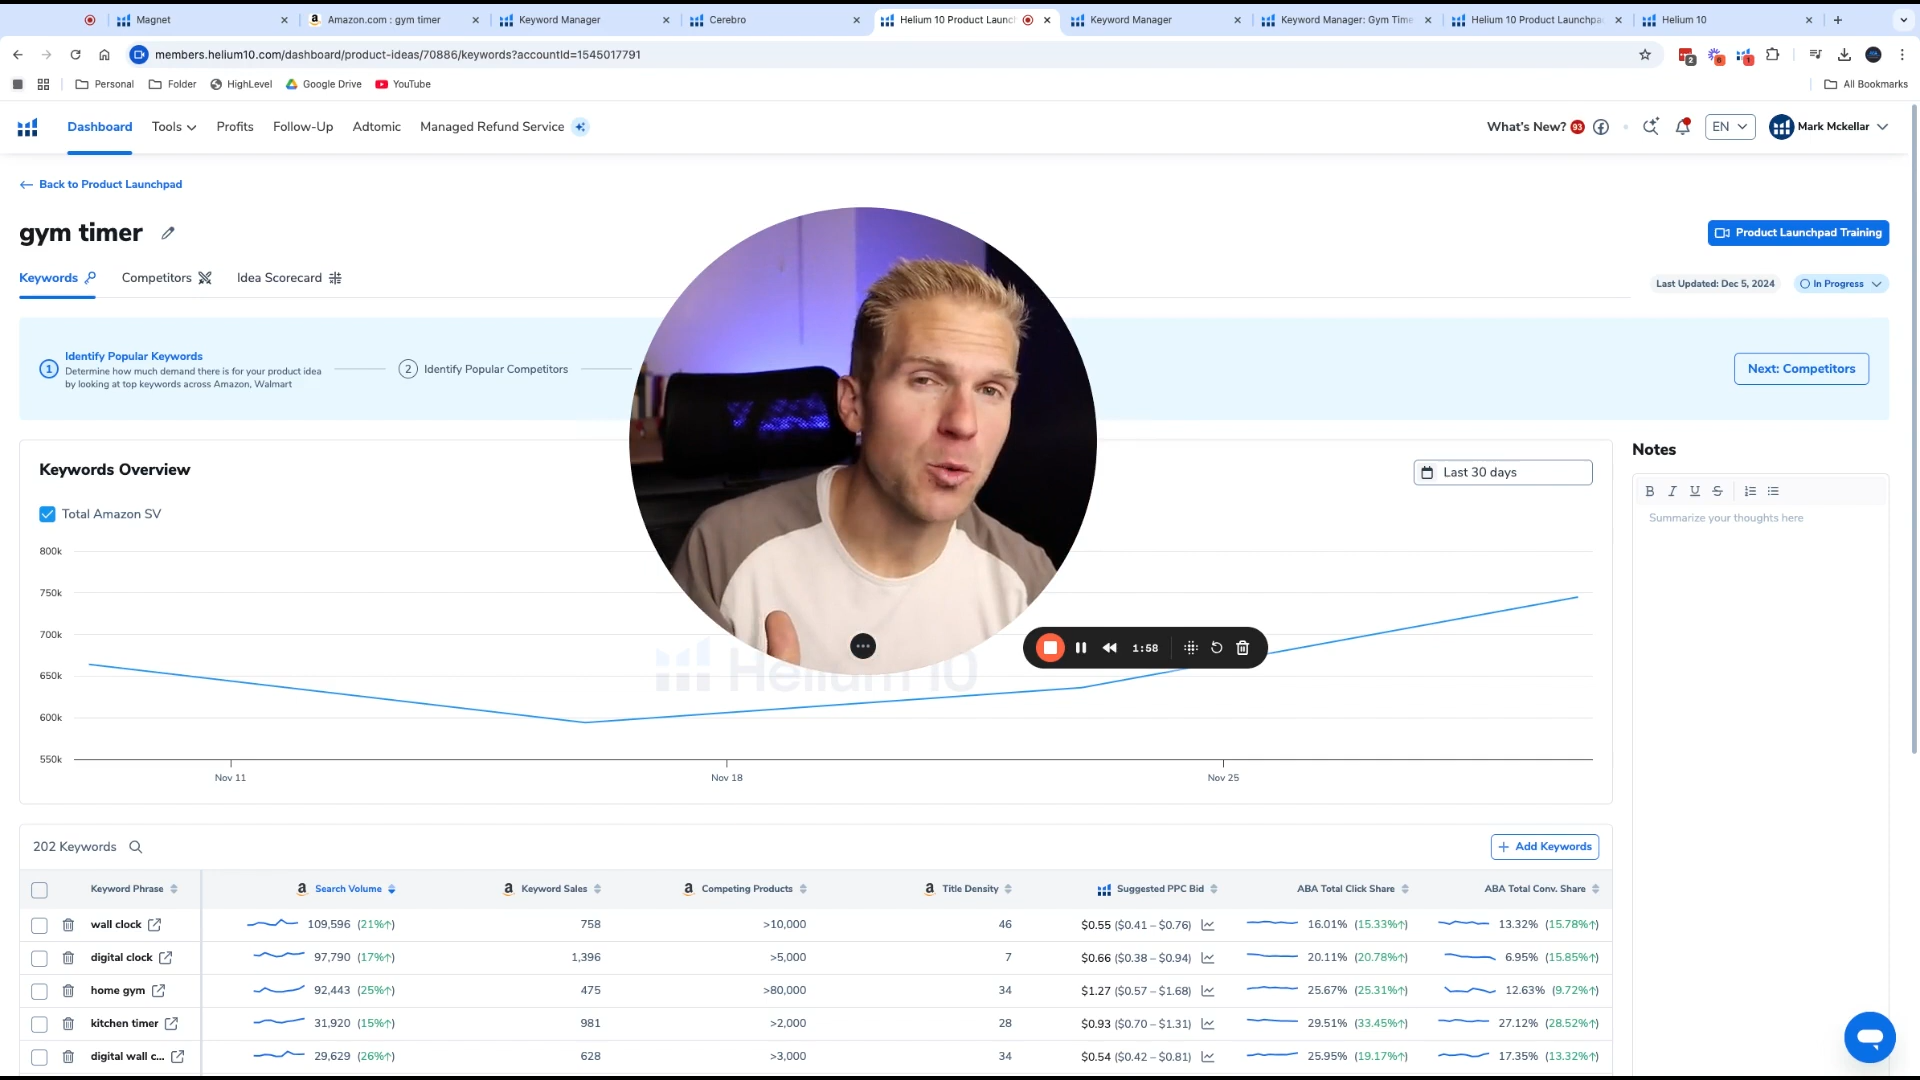 Magnet
Amazon.com : gym timer
Keyword Manager
Cerebro
Helium 10 Product Launch
Keyword Manager
Keyword Manager: Gym Time
Helium 10 Product Launchpa
Helium 10
members.helium10.com/dashboard/product-ideas/70886/keywords?accountId=1545017791
2
6
1
Personal
Folder
HighLevel
Google Drive
YouTube
All Bookmarks
Dashboard
Tools
Profits
Follow-Up
Adtomic
Managed Refund Service
What's New? 93
EN
Mark Mckellar
Back to Product Launchpad
gym timer
Product Launchpad Training
Keywords
Competitors
Idea Scorecard
Last Updated: Dec 5, 2024
In Progress
1
Identify Popular Keywords
Determine how much demand there is for your product idea
by looking at top keywords across Amazon, Walmart
2 Identify Popular Competitors
Next: Competitors
Keywords Overview
Last 30 days
Total Amazon SV
800k
750k
700k
650k
600k
550k
Nov 11
Nov 18
Nov 25
Helium 10
1:58
Notes
B I U S
Summarize your thoughts here
202 Keywords
+ Add Keywords
Keyword Phrase a Search Volume a Keyword Sales a Competing Products a Title Density Suggested PPC Bid ABA Total Click Share ABA Total Conv. Share
wall clock 109,596 (21%↑) 758 >10,000 46 $0.55 ($0.41 – $0.76) 16.01% (15.33%↑) 13.32% (15.78%↑)
digital clock 97,790 (17%↑) 1,396 >5,000 7 $0.66 ($0.38 – $0.94) 20.11% (20.78%↑) 6.95% (15.85%↑)
home gym 92,443 (25%↑) 475 >80,000 34 $1.27 ($0.57 – $1.68) 25.67% (25.31%↑) 12.63% (9.72%↑)
kitchen timer 31,920 (15%↑) 981 >2,000 28 $0.93 ($0.70 – $1.31) 29.51% (33.45%↑) 27.12% (28.52%↑)
digital wall c... 29,629 (26%↑) 628 >3,000 34 $0.54 ($0.42 – $0.81) 25.95% (19.17%↑) 17.35% (13.32%↑)